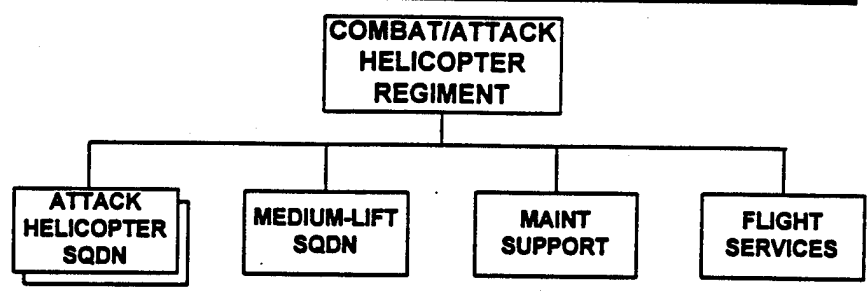 COMBAT/ATTACK
HELICOPTER
REGIMENT
ATTACK
HELICOPTER
SQDN
MEDIUM-LIFT
SQDN
MAINT
SUPPORT
FLIGHT
SERVICES